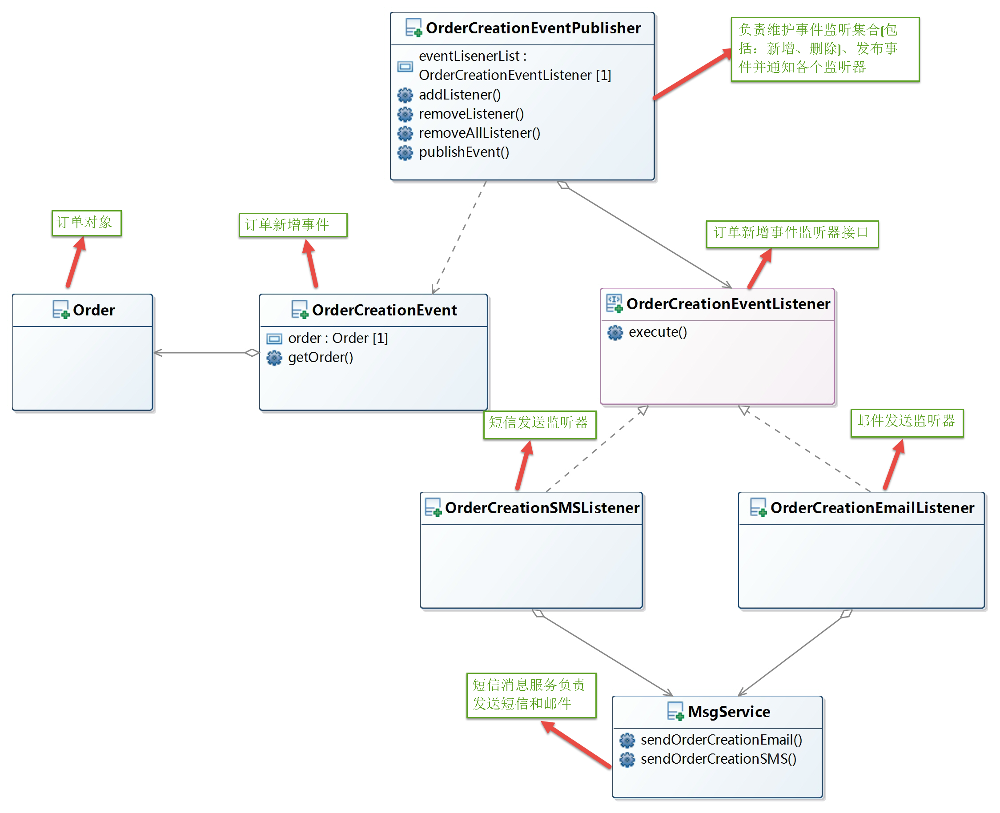 OrderCreationEventPublisher
eventLisenerList :
OrderCreationEventListener [1]
addListener()
removeListener()
removeAllListener()
publishEvent()
负责维护事件监听集合(包
括：新增、删除)、发布事
件并通知各个监听器
订单对象
订单新增事件
订单新增事件监听器接口
Order
OrderCreationEvent
order : Order [1]
getOrder()
OrderCreationEventListener
execute()
短信发送监听器
邮件发送监听器
OrderCreationSMSListener
OrderCreationEmailListener
短信消息服务负责
发送短信和邮件
MsgService
sendOrderCreationEmail()
sendOrderCreationSMS()